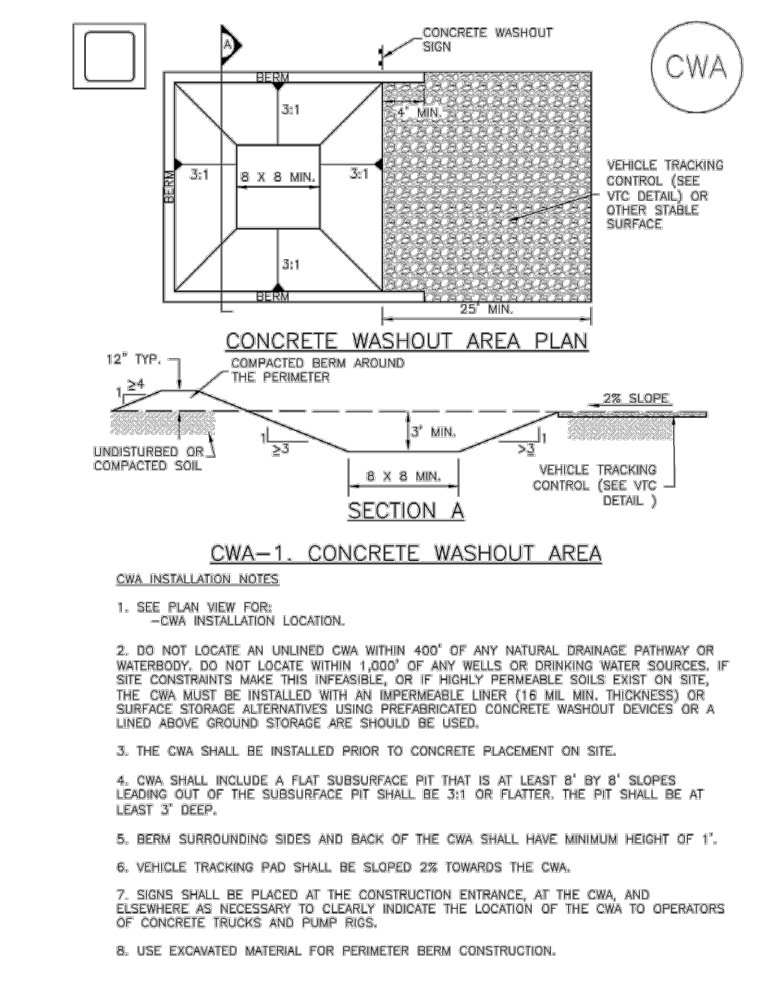 A
CONCRETE WASHOUT
SIGN
CWA
BERM
3:1
4' MIN.
3:1
8 X 8 MIN.
3:1
BERM
VEHICLE TRACKING
CONTROL (SEE
VTC DETAIL) OR
OTHER STABLE
SURFACE
3:1
BERM
25' MIN.
CONCRETE WASHOUT AREA PLAN
12" TYP.
COMPACTED BERM AROUND
THE PERIMETER
1 ≥4
2% SLOPE
UNDISTURBED OR
COMPACTED SOIL
1
≥3
3' MIN.
1
>3
8 X 8 MIN.
VEHICLE TRACKING
CONTROL (SEE VTC
DETAIL )
SECTION A
CWA-1. CONCRETE WASHOUT AREA
CWA INSTALLATION NOTES
1. SEE PLAN VIEW FOR:
-CWA INSTALLATION LOCATION.
2. DO NOT LOCATE AN UNLINED CWA WITHIN 400' OF ANY NATURAL DRAINAGE PATHWAY OR
WATERBODY. DO NOT LOCATE WITHIN 1,000' OF ANY WELLS OR DRINKING WATER SOURCES. IF
SITE CONSTRAINTS MAKE THIS INFEASIBLE, OR IF HIGHLY PERMEABLE SOILS EXIST ON SITE,
THE CWA MUST BE INSTALLED WITH AN IMPERMEABLE LINER (16 MIL MIN. THICKNESS) OR
SURFACE STORAGE ALTERNATIVES USING PREFABRICATED CONCRETE WASHOUT DEVICES OR A
LINED ABOVE GROUND STORAGE ARE SHOULD BE USED.
3. THE CWA SHALL BE INSTALLED PRIOR TO CONCRETE PLACEMENT ON SITE.
4. CWA SHALL INCLUDE A FLAT SUBSURFACE PIT THAT IS AT LEAST 8' BY 8' SLOPES
LEADING OUT OF THE SUBSURFACE PIT SHALL BE 3:1 OR FLATTER. THE PIT SHALL BE AT
LEAST 3' DEEP.
5. BERM SURROUNDING SIDES AND BACK OF THE CWA SHALL HAVE MINIMUM HEIGHT OF 1'.
6. VEHICLE TRACKING PAD SHALL BE SLOPED 2% TOWARDS THE CWA.
7. SIGNS SHALL BE PLACED AT THE CONSTRUCTION ENTRANCE, AT THE CWA, AND
ELSEWHERE AS NECESSARY TO CLEARLY INDICATE THE LOCATION OF THE CWA TO OPERATORS
OF CONCRETE TRUCKS AND PUMP RIGS.
8. USE EXCAVATED MATERIAL FOR PERIMETER BERM CONSTRUCTION.